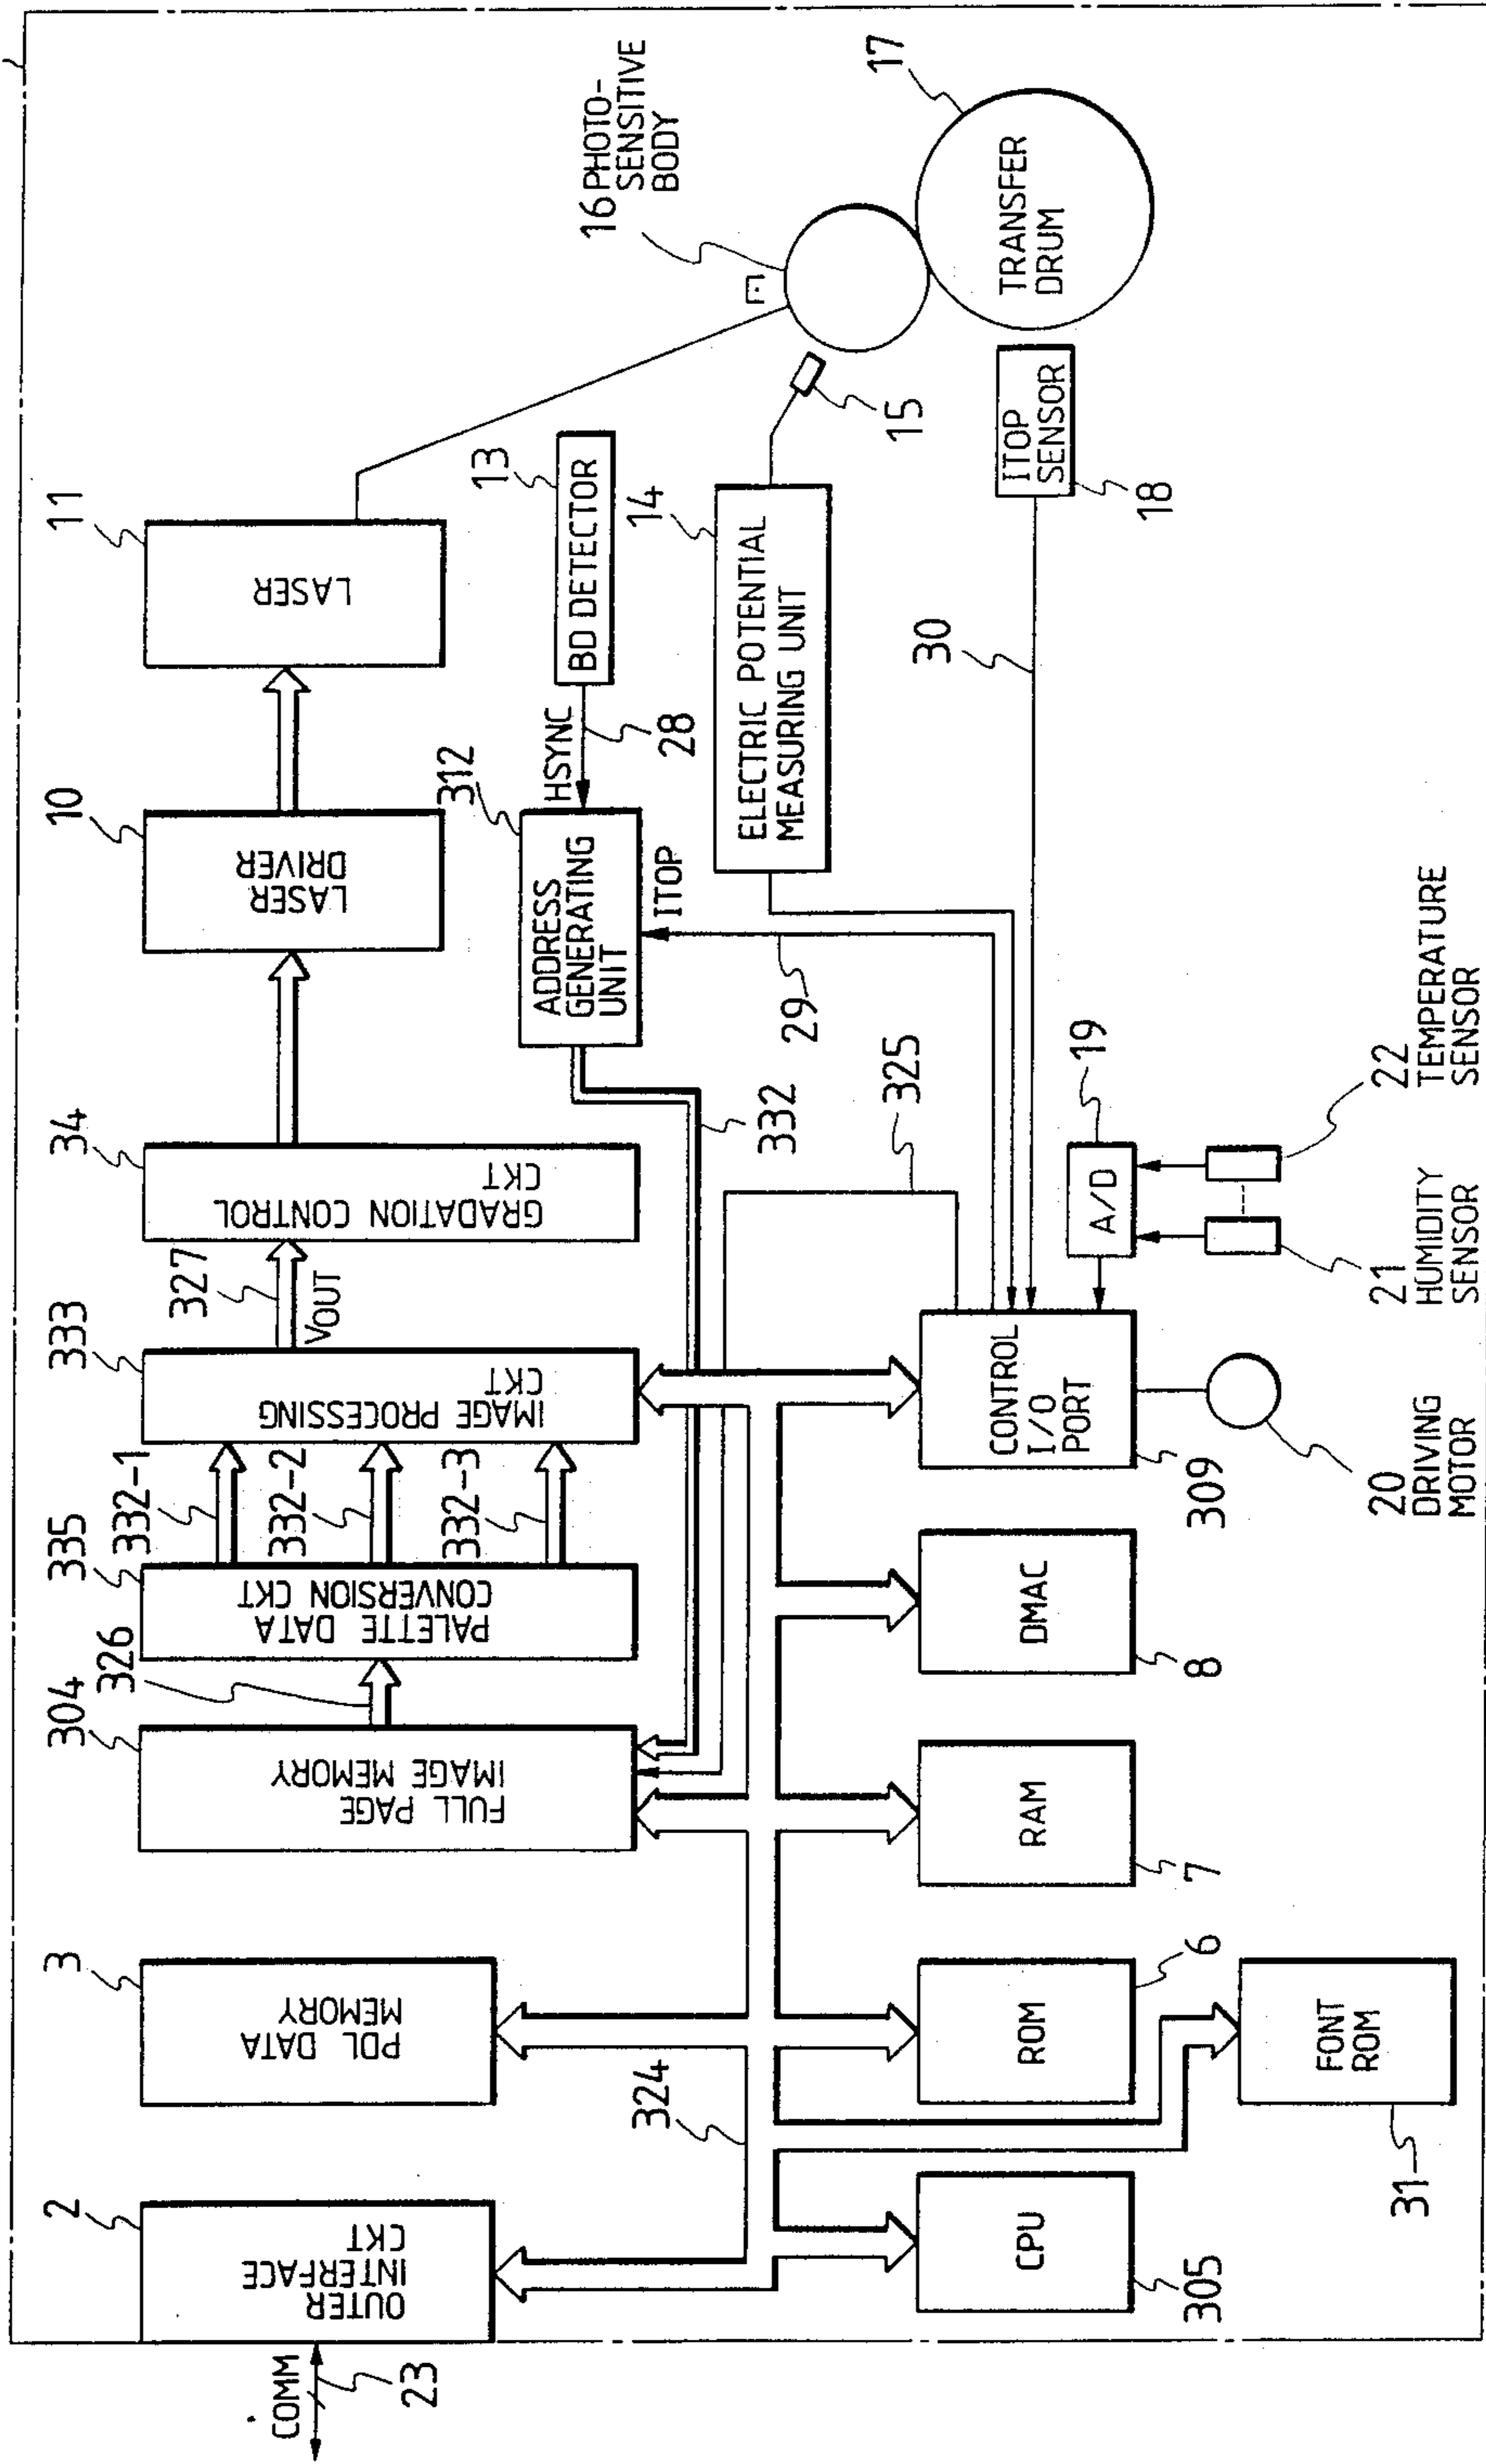 COMM
23
2
OUTER
INTERFACE
CKT
3
PDL DATA
MEMORY
304
FULL PAGE
IMAGE MEMORY
326
335
PALETTE DATA
CONVERSION CKT
332-1
332-2
332-3
333
IMAGE PROCESSING
CKT
327
VOUT
34
GRADATION CONTROL
CKT
10
LASER
DRIVER
11
LASER
312
ADDRESS
GENERATING
UNIT
HSYNC
28
13
BD DETECTOR
ITOP
29
332
325
14
ELECTRIC POTENTIAL
MEASURING UNIT
15
16 PHOTO-
SENSITIVE
BODY
17
TRANSFER
DRUM
ITOP
SENSOR
18
30
324
CPU
305
ROM
6
FONT
ROM
31
RAM
7
DMAC
8
CONTROL
I/O
PORT
309
20
DRIVING
MOTOR
A/D
19
21
HUMIDITY
SENSOR
22
TEMPERATURE
SENSOR